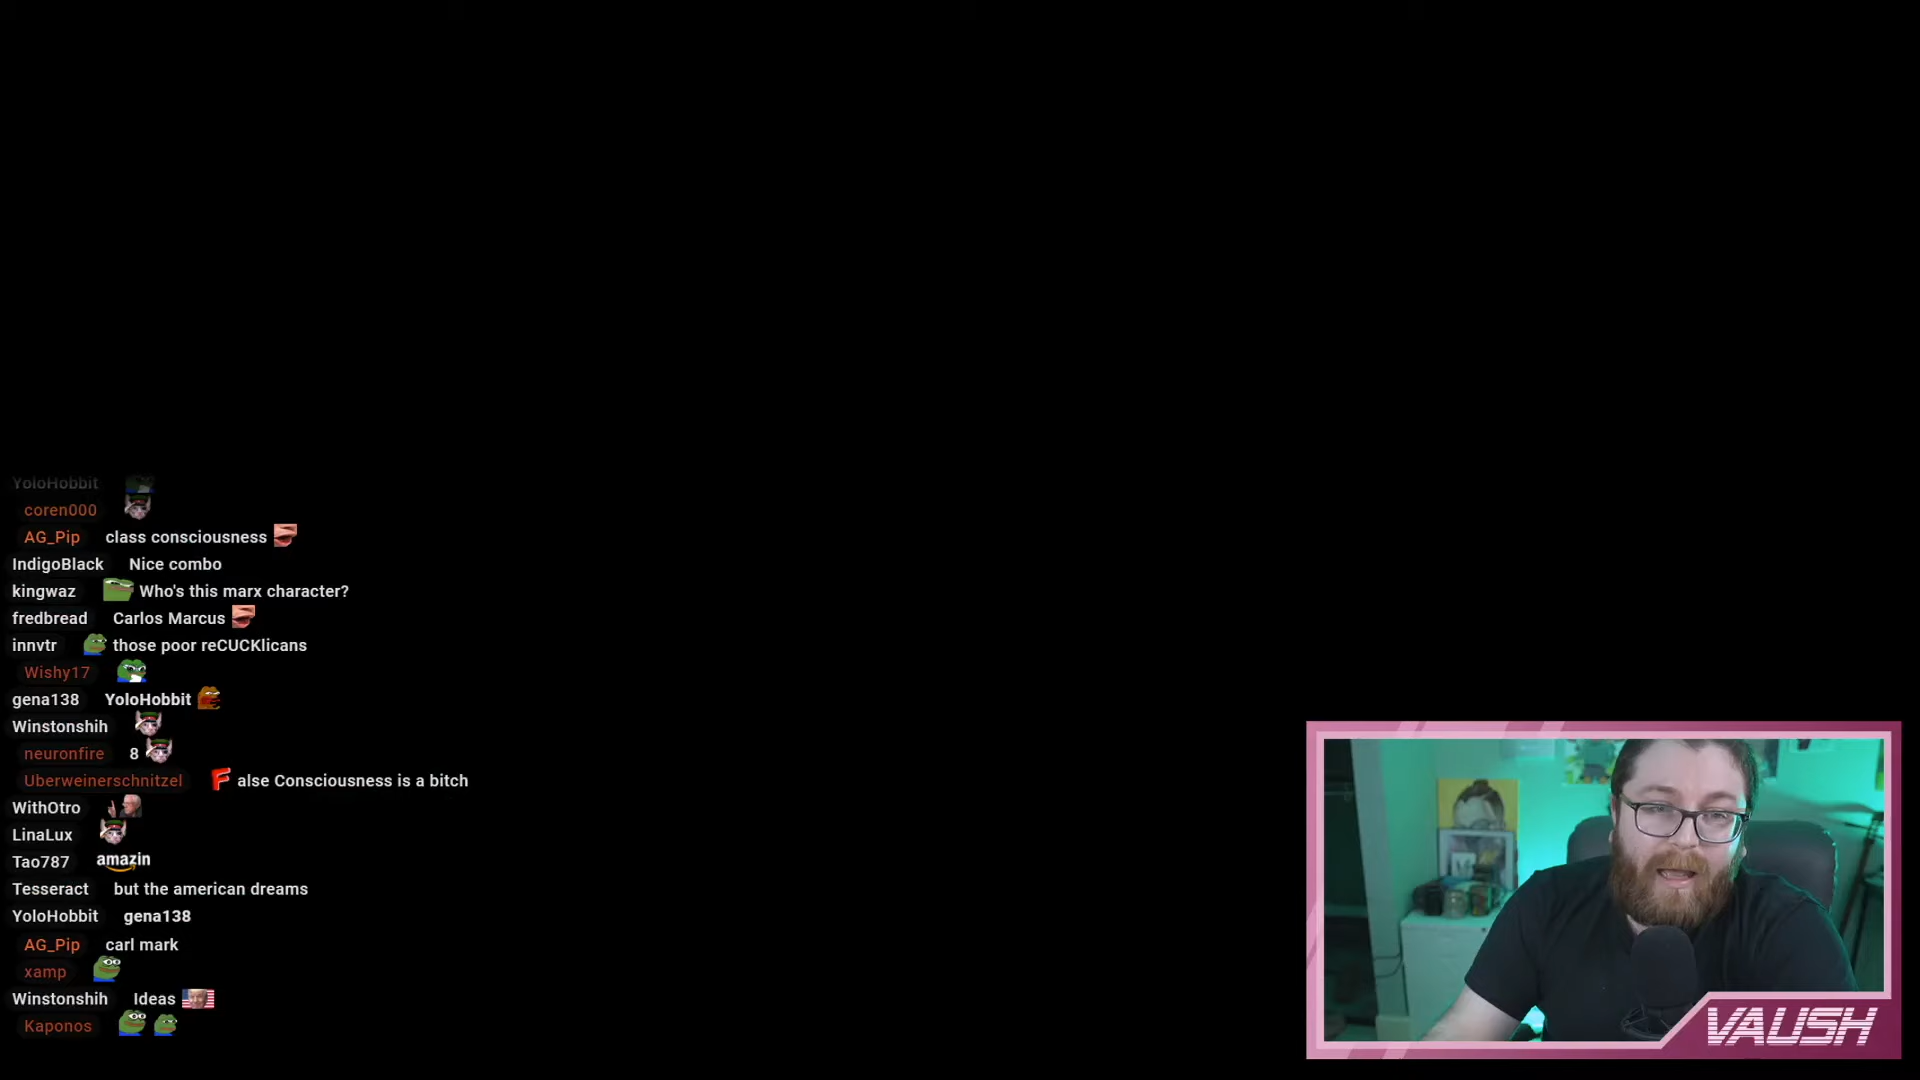 YoloHobbit
coren000
AG_Pip class consciousness
IndigoBlack Nice combo
kingwaz Who's this marx character?
fredbread Carlos Marcus
innvtr those poor reCUCKlicans
Wishy17
gena138 YoloHobbit
Winstonshih
neuronfire 8
Uberweinerschnitzel F alse Consciousness is a bitch
WithOtro
LinaLux
Tao787 amazin
Tesseract but the american dreams
YoloHobbit gena138
AG_Pip carl mark
xamp
Winstonshih Ideas
Kaponos
VAUSH